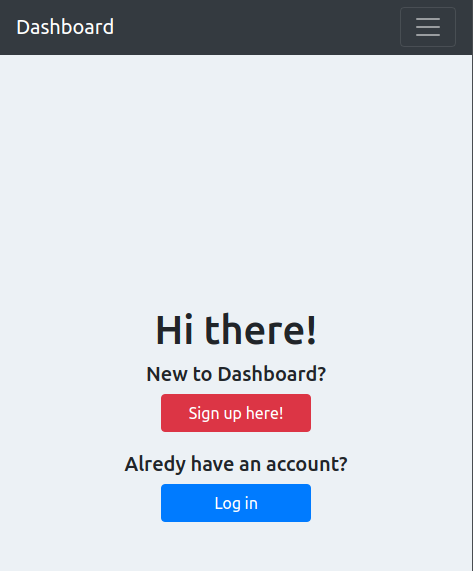 Dashboard
Hi there!
New to Dashboard?
Sign up here!
Alredy have an account?
Log in